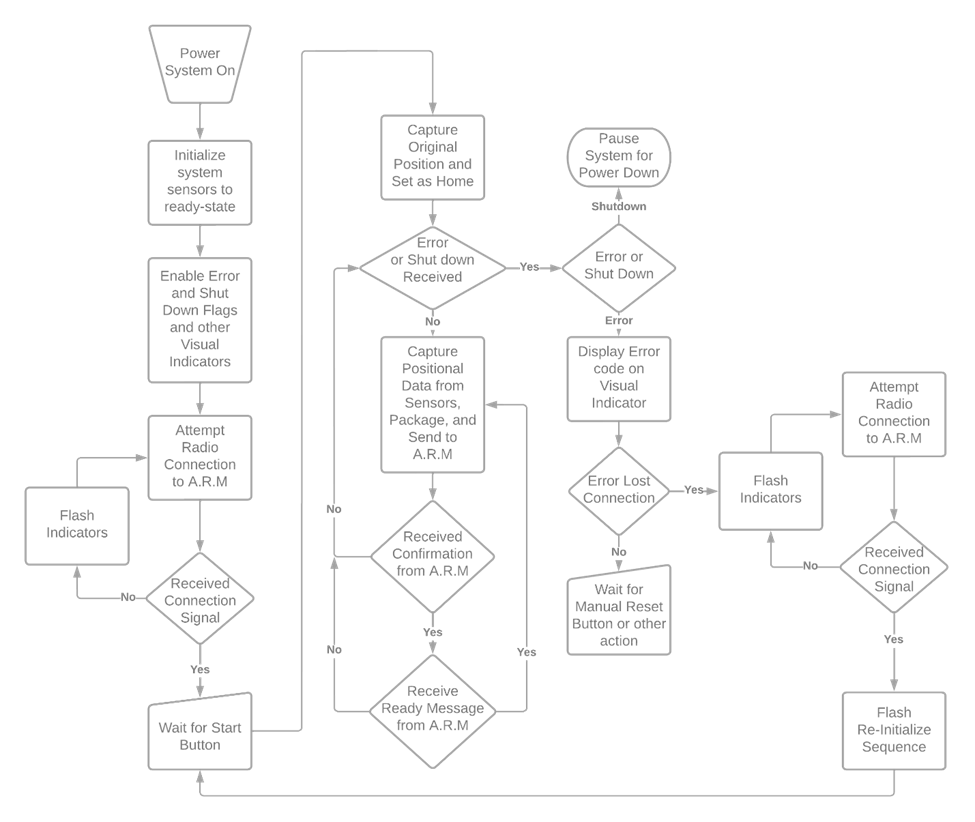 Power
System On
Initialize
system
sensors to
ready-state
Enable Error
and Shut
Down Flags
and other
Visual
Indicators
Attempt
Radio
Connection
to A.R.M
Flash
Indicators
Received
Connection
Signal
No
Yes
Wait for Start
Button
Capture
Original
Position and
Set as Home
Error
or Shut down
Received
Yes
No
Capture
Positional
Data from
Sensors,
Package, and
Send to
A.R.M
No
Received
Confirmation
from A.R.M
Yes
No
Yes
Receive
Ready Message
from A.R.M
Pause
System for
Power Down
Shutdown
Error or
Shut Down
Error
Display Error
code on
Visual
Indicator
Error Lost
Connection
Yes
No
Wait for
Manual Reset
Button or other
action
Flash
Indicators
Attempt
Radio
Connection
to A.R.M
Received
Connection
Signal
No
Yes
Flash
Re-Initialize
Sequence